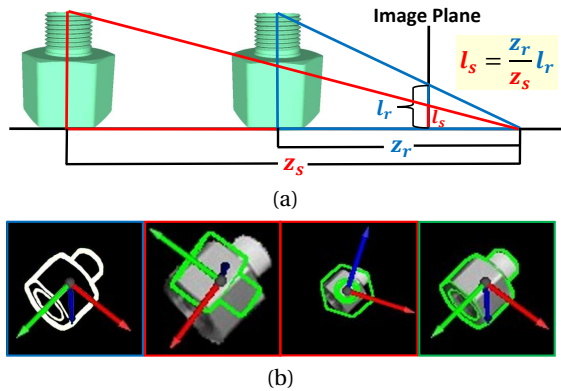 Image Plane
l_s = z_r/z_s l_r
l_r
l_s
z_r
z_s
(a)
(b)